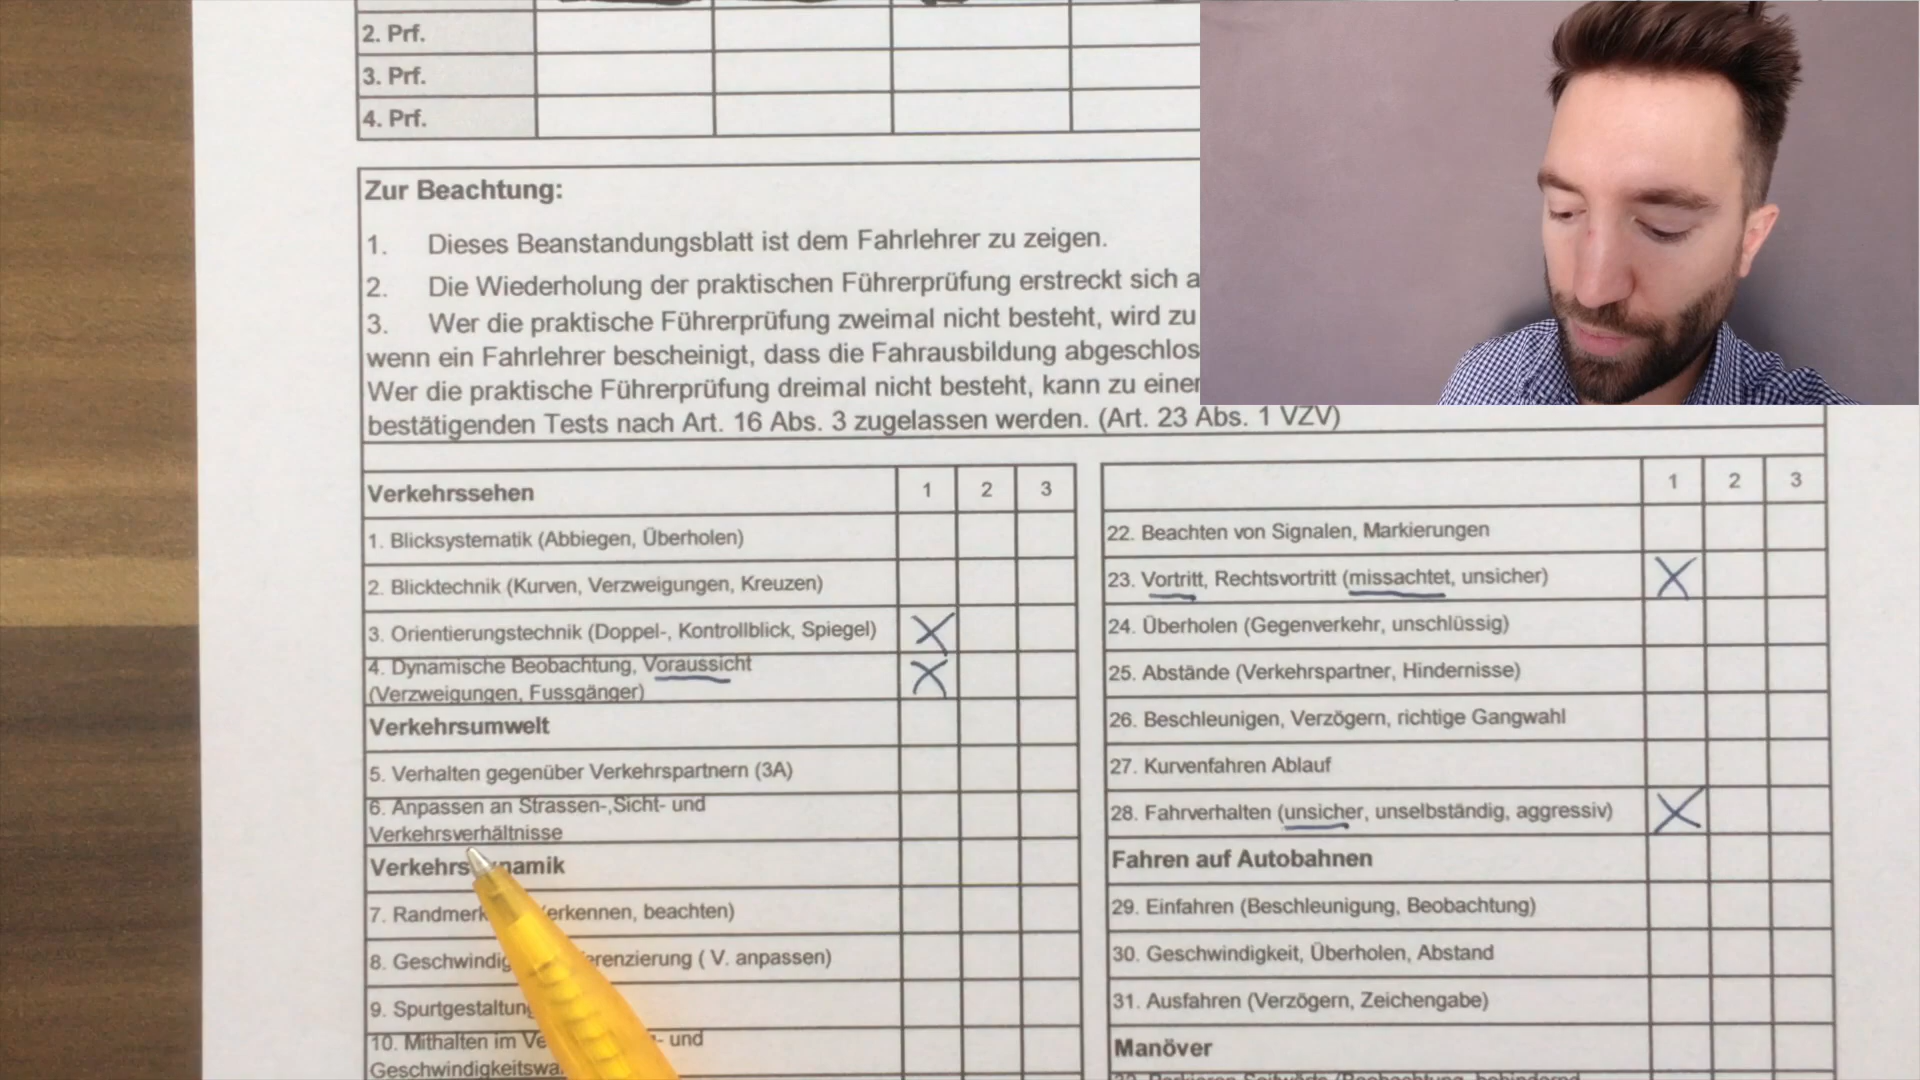 2. Prf.
3. Prf.
4. Prf.
Zur Beachtung:
1. Dieses Beanstandungsblatt ist dem Fahrlehrer zu zeigen.
2. Die Wiederholung der praktischen Führerprüfung erstreckt sich a
3. Wer die praktische Führerprüfung zweimal nicht besteht, wird zu
wenn ein Fahrlehrer bescheinigt, dass die Fahrausbildung abgeschlos
Wer die praktische Führerprüfung dreimal nicht besteht, kann zu einer
bestätigenden Tests nach Art. 16 Abs. 3 zugelassen werden. (Art. 23 Abs. 1 VZV)
Verkehrssehen 1 2 3
1. Blicksystematik (Abbiegen, Überholen)
2. Blicktechnik (Kurven, Verzweigungen, Kreuzen)
3. Orientierungstechnik (Doppel-, Kontrollblick, Spiegel) X
4. Dynamische Beobachtung, Voraussicht X
(Verzweigungen, Fussgänger)
Verkehrsumwelt
5. Verhalten gegenüber Verkehrspartnern (3A)
6. Anpassen an Strassen-,Sicht- und
Verkehrsverhältnisse
Verkehrs namik
7. Randmerk erkennen, beachten)
8. Geschwindig erenzierung ( V. anpassen)
9. Spurtgestaltung
10. Mithalten im Ve - und
Geschwindigkeitswa
1 2 3
22. Beachten von Signalen, Markierungen
23. Vortritt, Rechtsvortritt (missachtet, unsicher) X
24. Überholen (Gegenverkehr, unschlüssig)
25. Abstände (Verkehrspartner, Hindernisse)
26. Beschleunigen, Verzögern, richtige Gangwahl
27. Kurvenfahren Ablauf
28. Fahrverhalten (unsicher, unselbständig, aggressiv) X
Fahren auf Autobahnen
29. Einfahren (Beschleunigung, Beobachtung)
30. Geschwindigkeit, Überholen, Abstand
31. Ausfahren (Verzögern, Zeichengabe)
Manöver